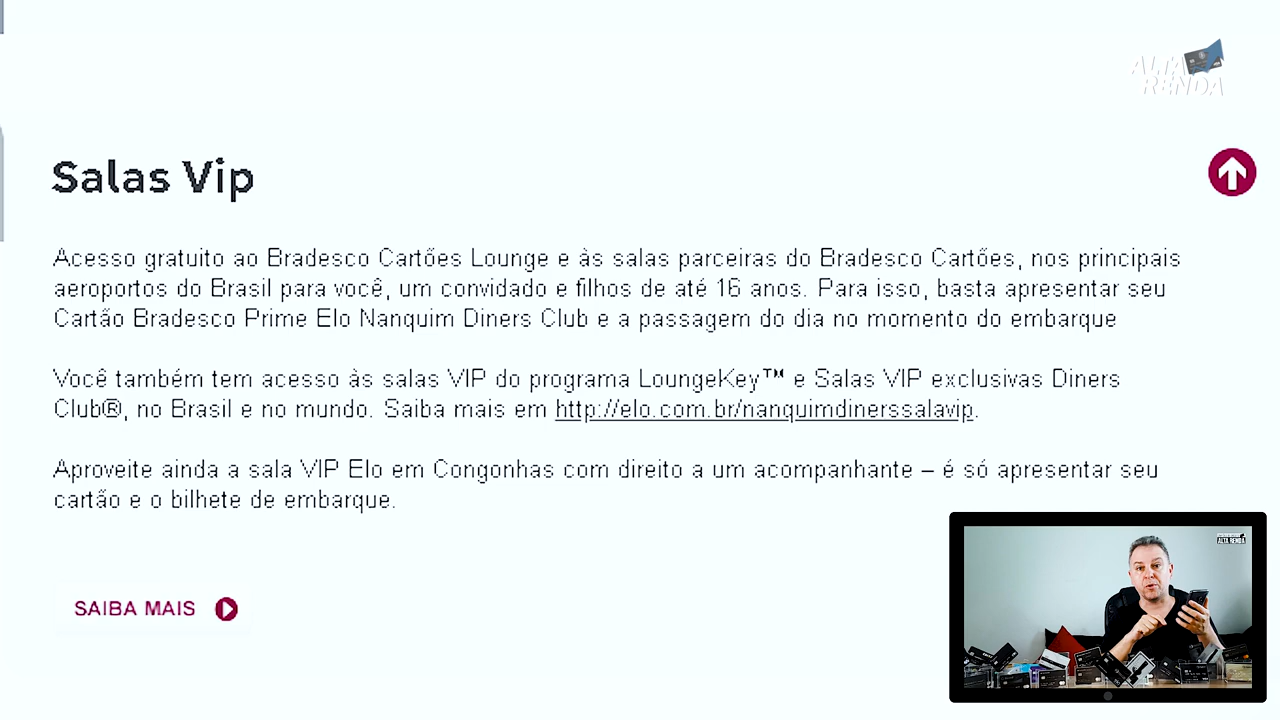 ALTA
RENDA
Salas Vip
Acesso gratuito ao Bradesco Cartões Lounge e às salas parceiras do Bradesco Cartões, nos principais
aeroportos do Brasil para você, um convidado e filhos de até 16 anos. Para isso, basta apresentar seu
Cartão Bradesco Prime Elo Nanquim Diners Club e a passagem do dia no momento do embarque
Você também tem acesso às salas VIP do programa LoungeKey™ e Salas VIP exclusivas Diners
Club®, no Brasil e no mundo. Saiba mais em http://elo.com.br/nanquimdinerssalavip.
Aproveite ainda a sala VIP Elo em Congonhas com direito a um acompanhante – é só apresentar seu
cartão e o bilhete de embarque.
SAIBA MAIS
ALTA RENDA